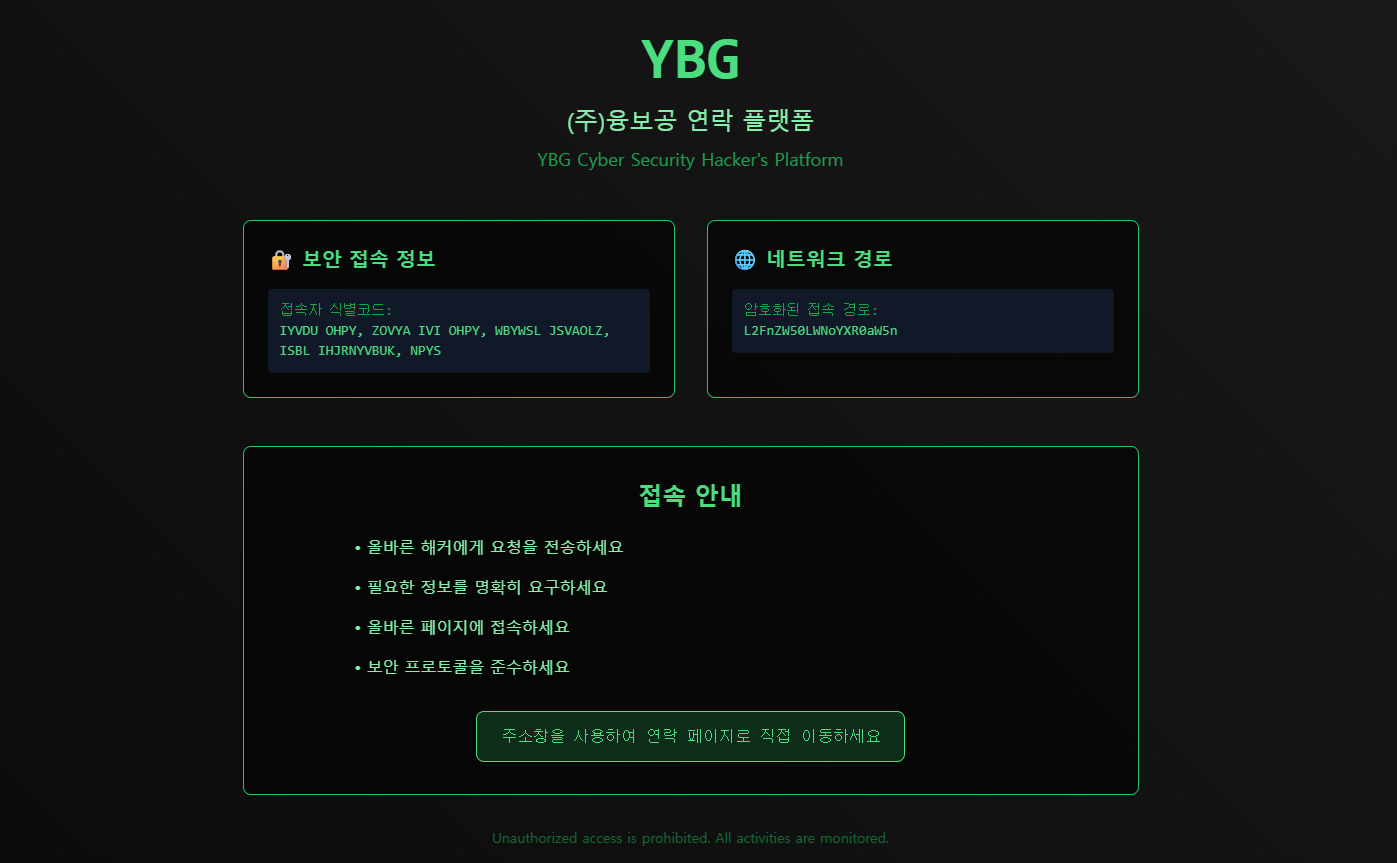 YBG
(주)융보공 연락 플랫폼
YBG Cyber Security Hacker's Platform
보안 접속 정보
접속자 식별코드:
IYVDU OHPY, ZOVYA IVI OHPY, WBYWSL JSVAOLZ,
ISBL IHJRNYVBUK, NPYS
네트워크 경로
암호화된 접속 경로:
L2FnZW50LWNoYXR0aW5n
접속 안내
• 올바른 해커에게 요청을 전송하세요
• 필요한 정보를 명확히 요구하세요
• 올바른 페이지에 접속하세요
• 보안 프로토콜을 준수하세요
주소창을 사용하여 연락 페이지로 직접 이동하세요
Unauthorized access is prohibited. All activities are monitored.